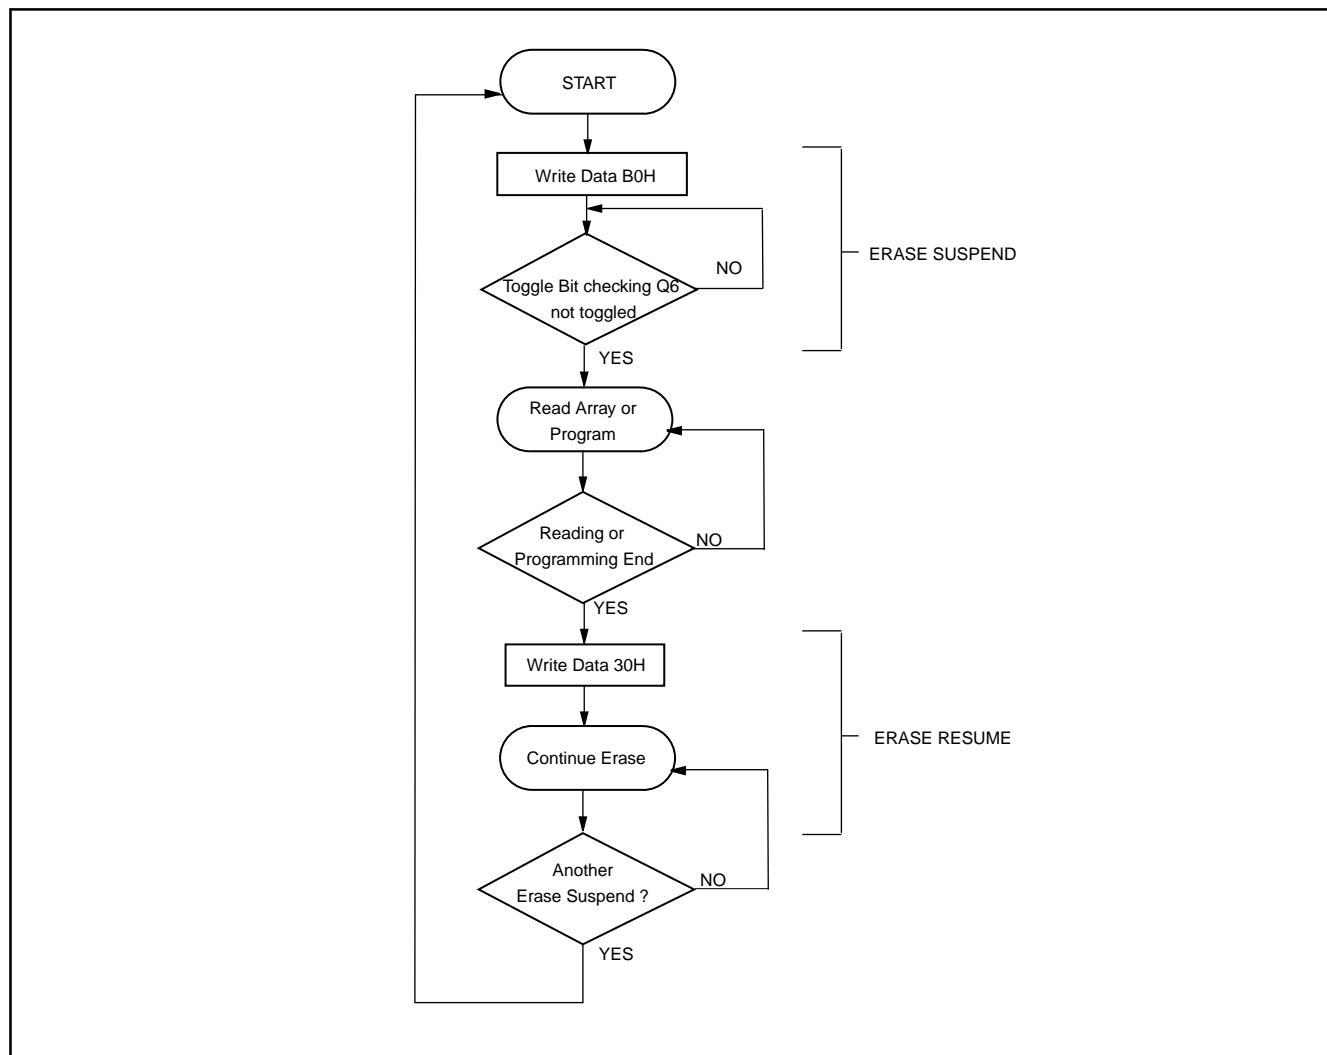 START
Write Data B0H
ERASE SUSPEND
NO
Toggle Bit checking Q6
not toggled
YES
Read Array or
Program
Reading or
NO
Programming End
YES
Write Data 30H
ERASE RESUME
Continue Erase
Another
NO
Erase Suspend ?
YES